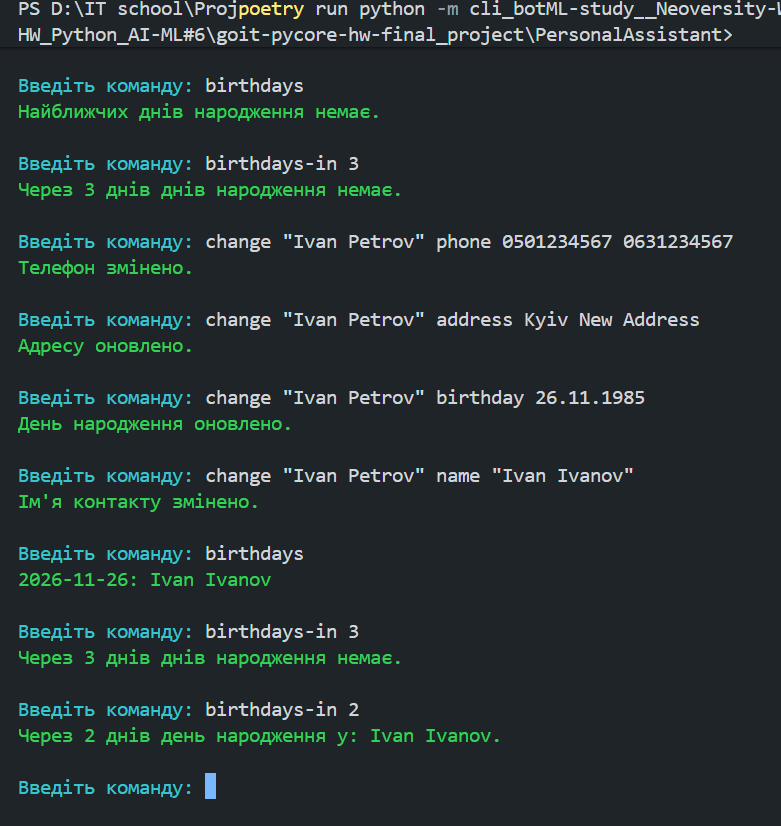 PS D:\IT school\Projpoetry run python -m cli_botML-study__Neoversity-
HW_Python_AI-ML#6\goit-pycore-hw-final_project\PersonalAssistant>
Введіть команду: birthdays
Найближчих днів народження немає.
Введіть команду: birthdays-in 3
Через 3 днів днів народження немає.
Введіть команду: change "Ivan Petrov" phone 0501234567 0631234567
Телефон змінено.
Введіть команду: change "Ivan Petrov" address Kyiv New Address
Адресу оновлено.
Введіть команду: change "Ivan Petrov" birthday 26.11.1985
День народження оновлено.
Введіть команду: change "Ivan Petrov" name "Ivan Ivanov"
Ім'я контакту змінено.
Введіть команду: birthdays
2026-11-26: Ivan Ivanov
Введіть команду: birthdays-in 3
Через 3 днів днів народження немає.
Введіть команду: birthdays-in 2
Через 2 днів день народження у: Ivan Ivanov.
Введіть команду: